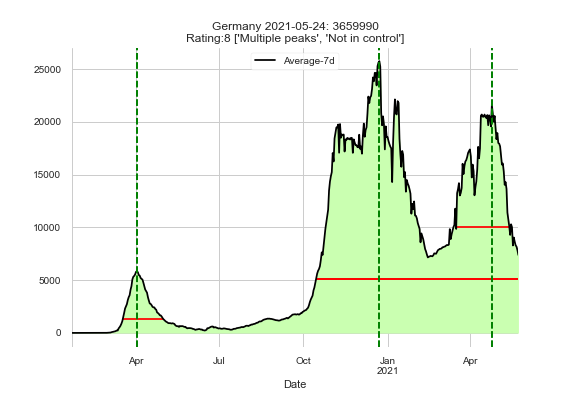 Germany 2021-05-24: 3659990
Rating:8 ['Multiple peaks', 'Not in control']
Average-7d
25000
20000
15000
10000
5000
0
Apr Jul Oct Jan Apr
2021
Date